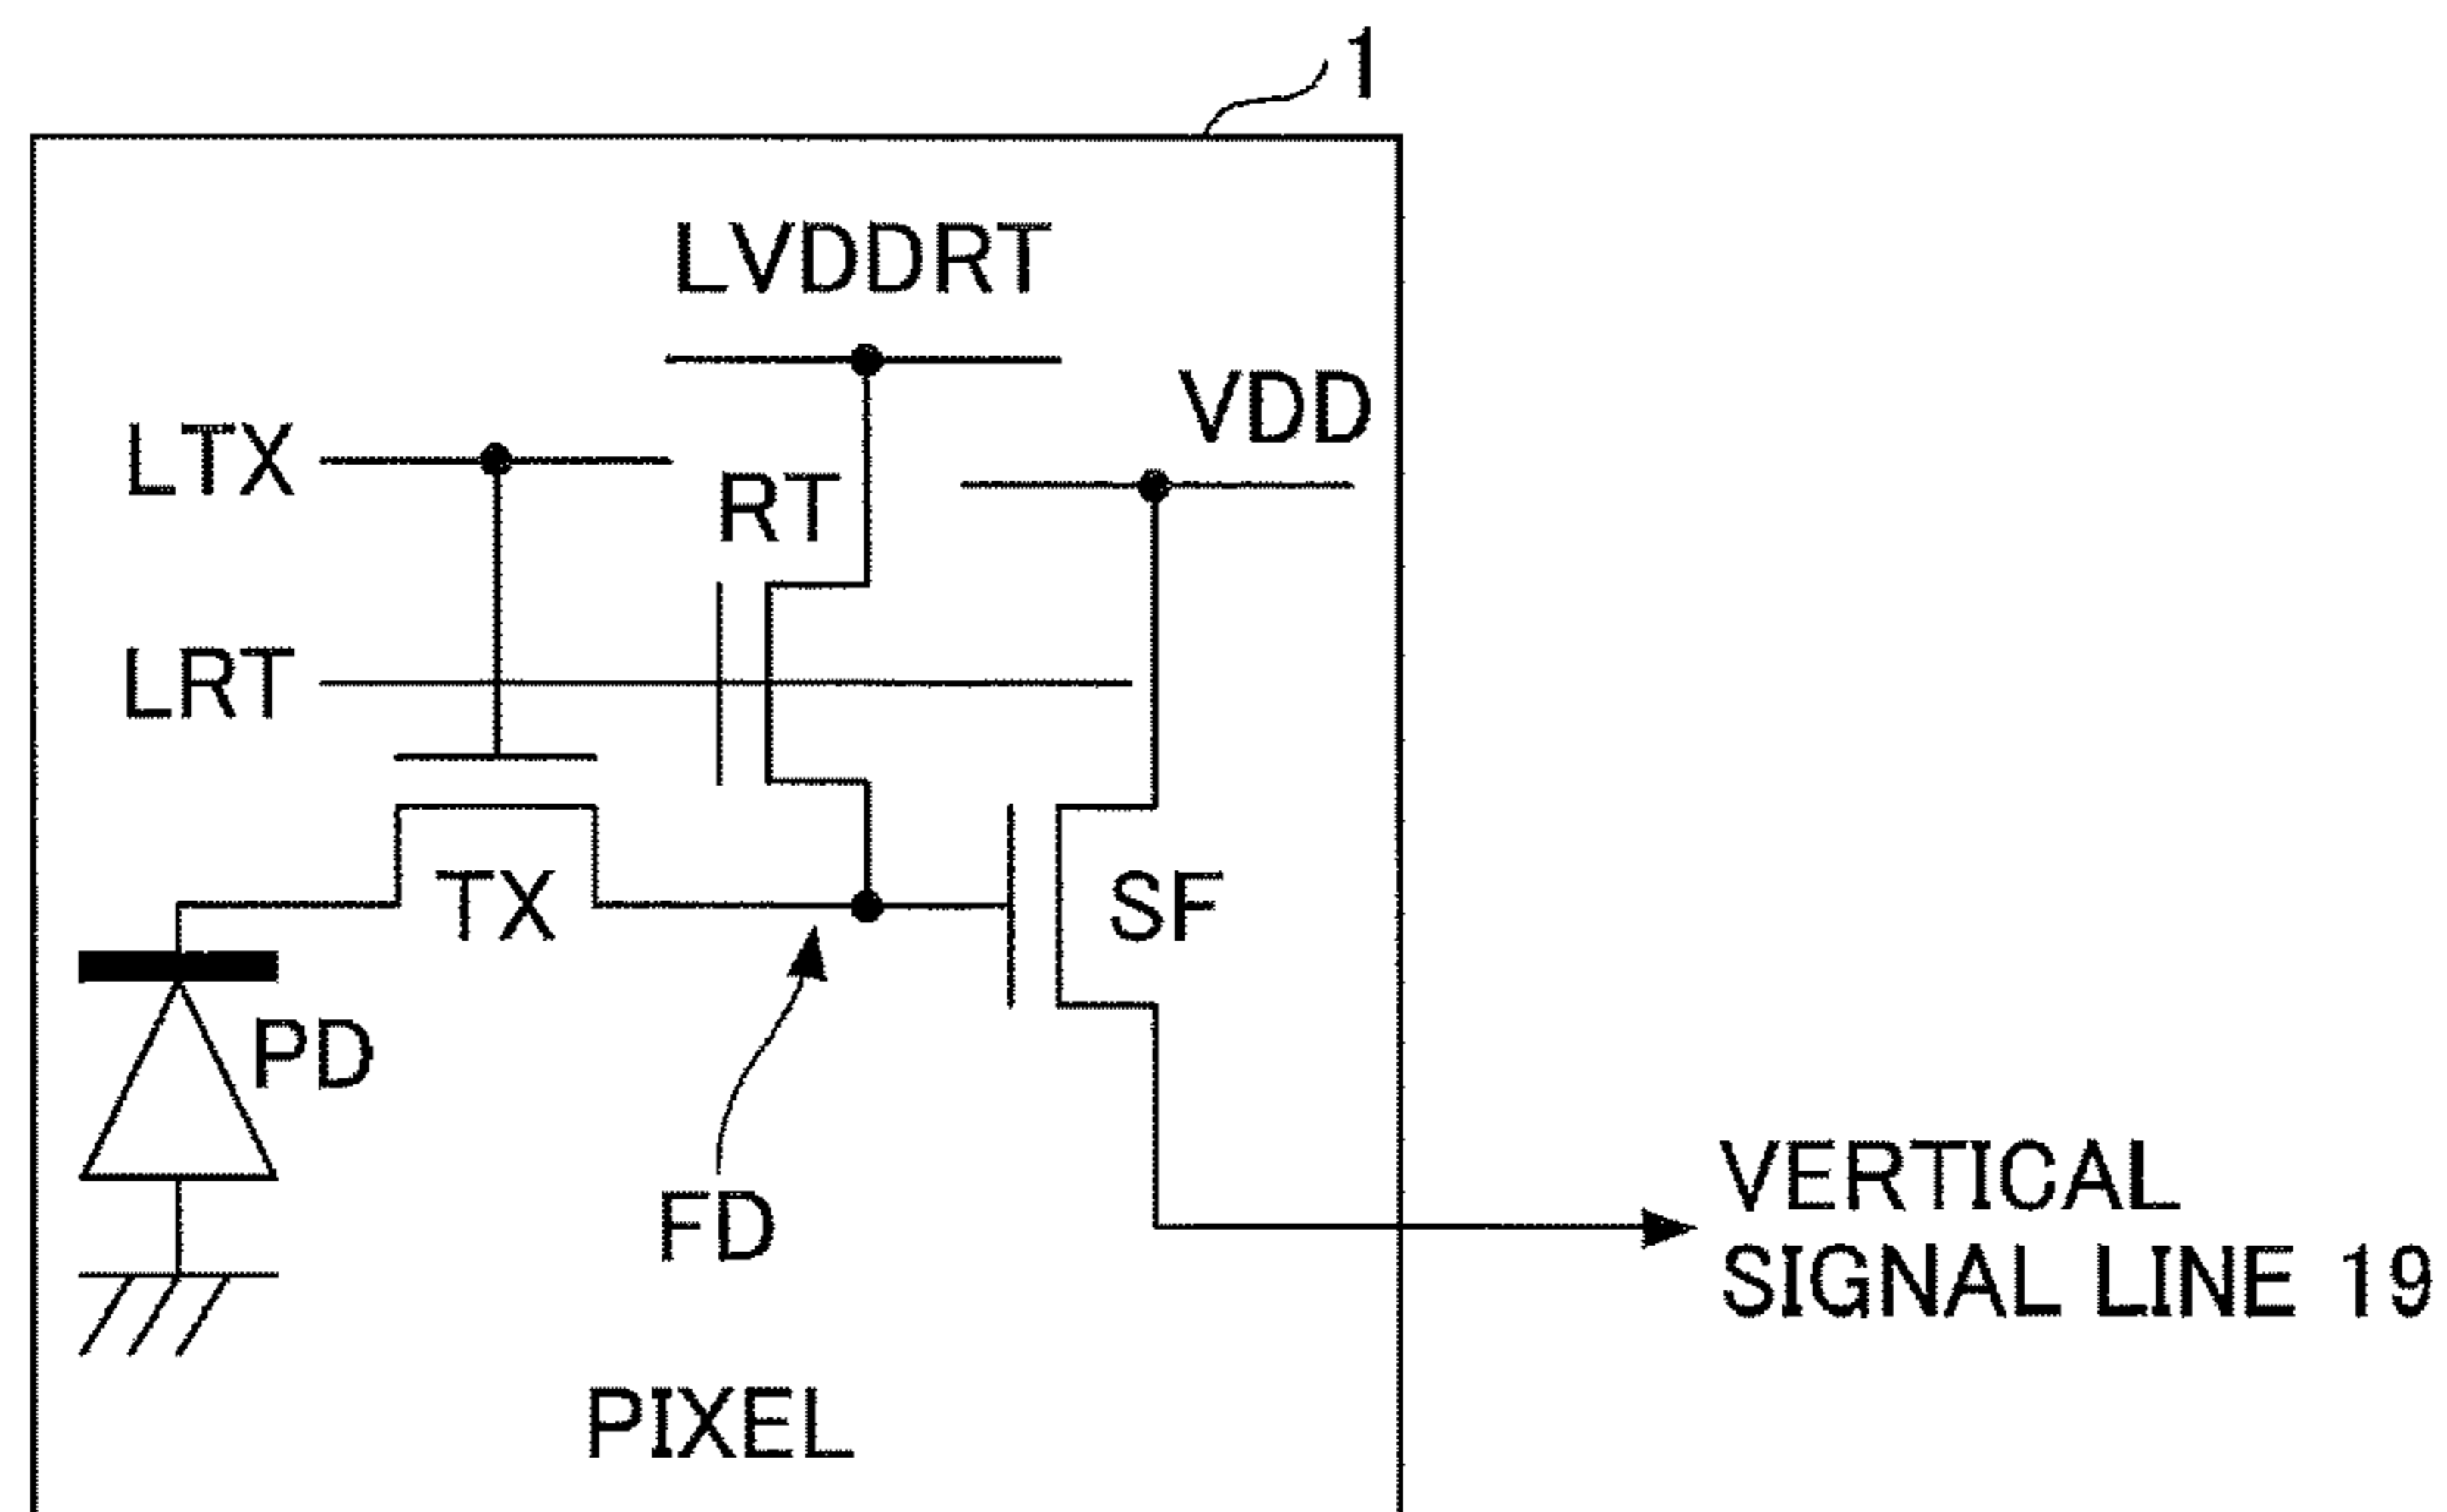 1
LVDDRT
VDD
LTX
RT
LRT
TX
SF
PD
FD
VERTICAL
SIGNAL LINE 19
PIXEL